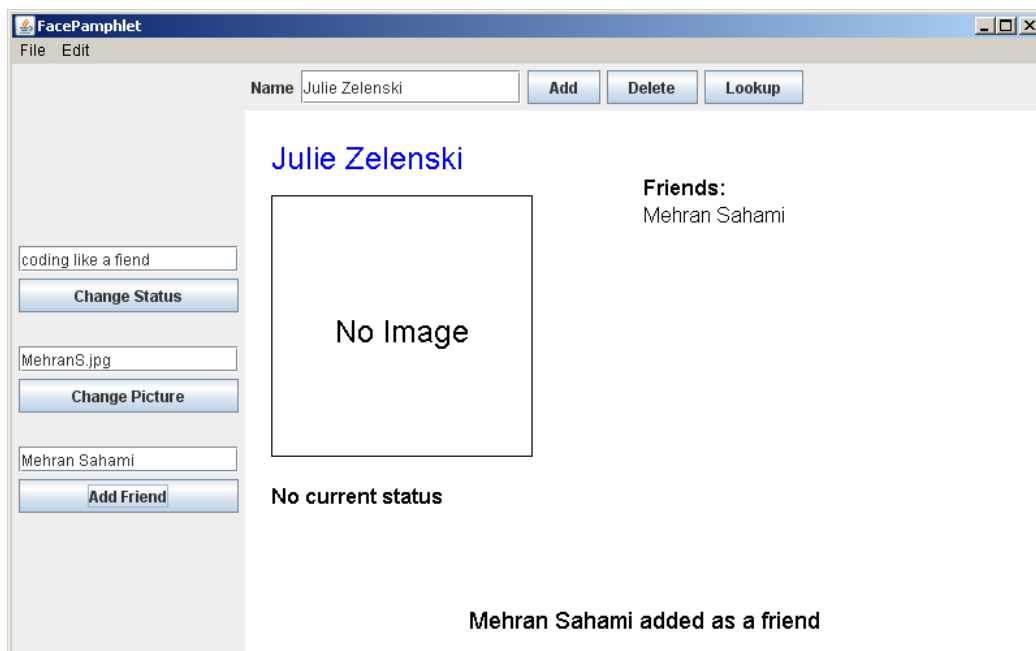 FacePamphlet
File Edit
Name Julie Zelenski Add Delete Lookup
Julie Zelenski
Friends:
Mehran Sahami
coding like a fiend
Change Status
No Image
MehranS.jpg
Change Picture
Mehran Sahami
Add Friend
No current status
Mehran Sahami added as a friend